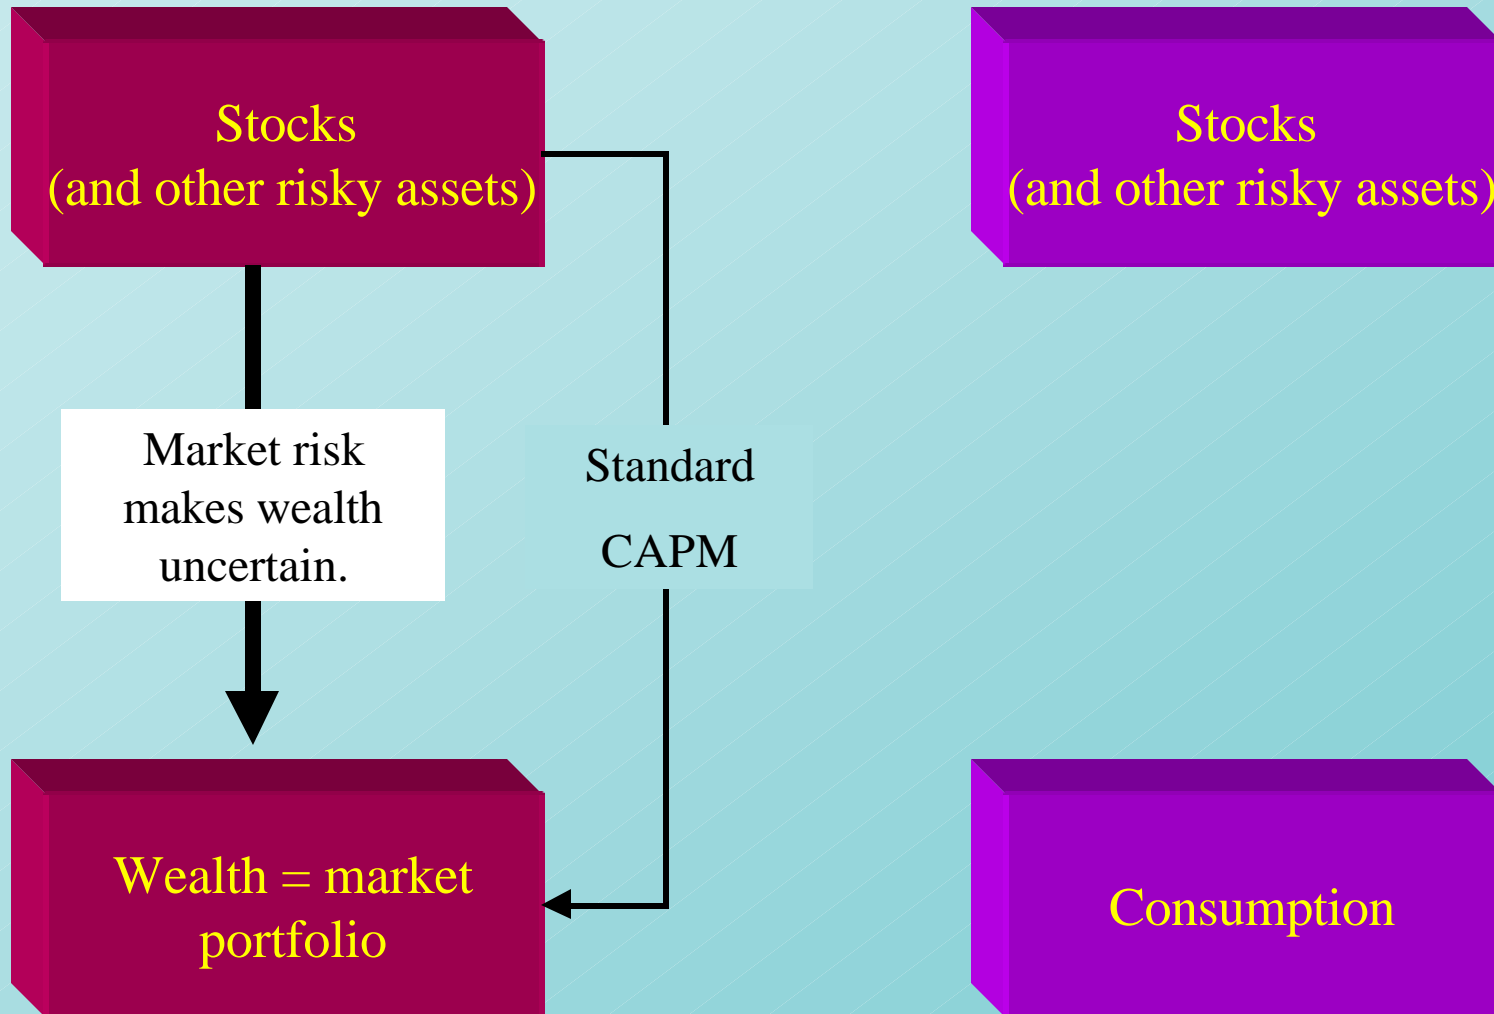 Stocks
(and other risky assets)
Stocks
(and other risky assets)
Market risk
makes wealth
uncertain.
Standard
CAPM
Wealth = market
portfolio
Consumption